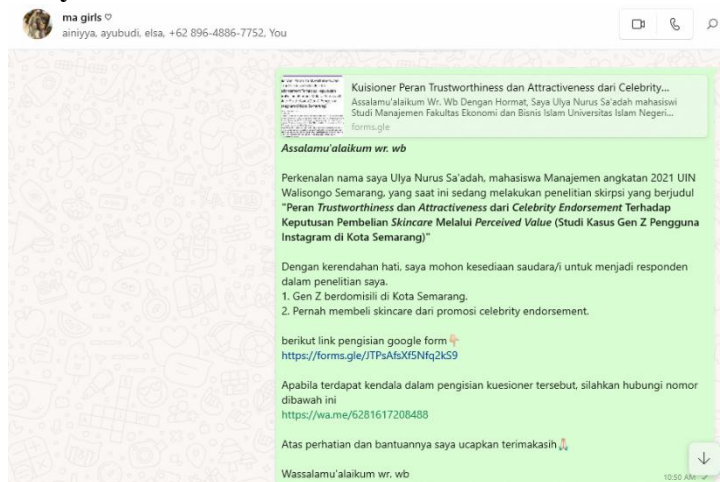 ma girls ♡
ainiyya, ayubudi, elsa, +62 896-4886-7752, You
Kuisioner Peran Trustworthiness dan Attractiveness dari Celebrity...
Assalamu'alaikum Wr. Wb Dengan Hormat, Saya Ulya Nurus Sa'adah mahasiswi
Studi Manajemen Fakultas Ekonomi dan Bisnis Islam Universitas Islam Negeri...
forms.gle
Assalamu'alaikum wr. wb
Perkenalan nama saya Ulya Nurus Sa'adah, mahasiswa Manajemen angkatan 2021 UIN
Walisongo Semarang, yang saat ini sedang melakukan penelitian skirpsi yang berjudul
"Peran Trustworthiness dan Attractiveness dari Celebrity Endorsement Terhadap
Keputusan Pembelian Skincare Melalui Perceived Value (Studi Kasus Gen Z Pengguna
Instagram di Kota Semarang)"
Dengan kerendahan hati, saya mohon kesediaan saudara/i untuk menjadi responden
dalam penelitian saya.
1. Gen Z berdomisili di Kota Semarang.
2. Pernah membeli skincare dari promosi celebrity endorsement.
berikut link pengisian google form👇🏻
https://forms.gle/JTPsAfsXf5Nfq2kS9
Apabila terdapat kendala dalam pengisian kuesioner tersebut, silahkan hubungi nomor
dibawah ini
https://wa.me/6281617208488
Atas perhatian dan bantuannya saya ucapkan terimakasih🙏🏻
Wassalamu'alaikum wr. wb
10:50 AM